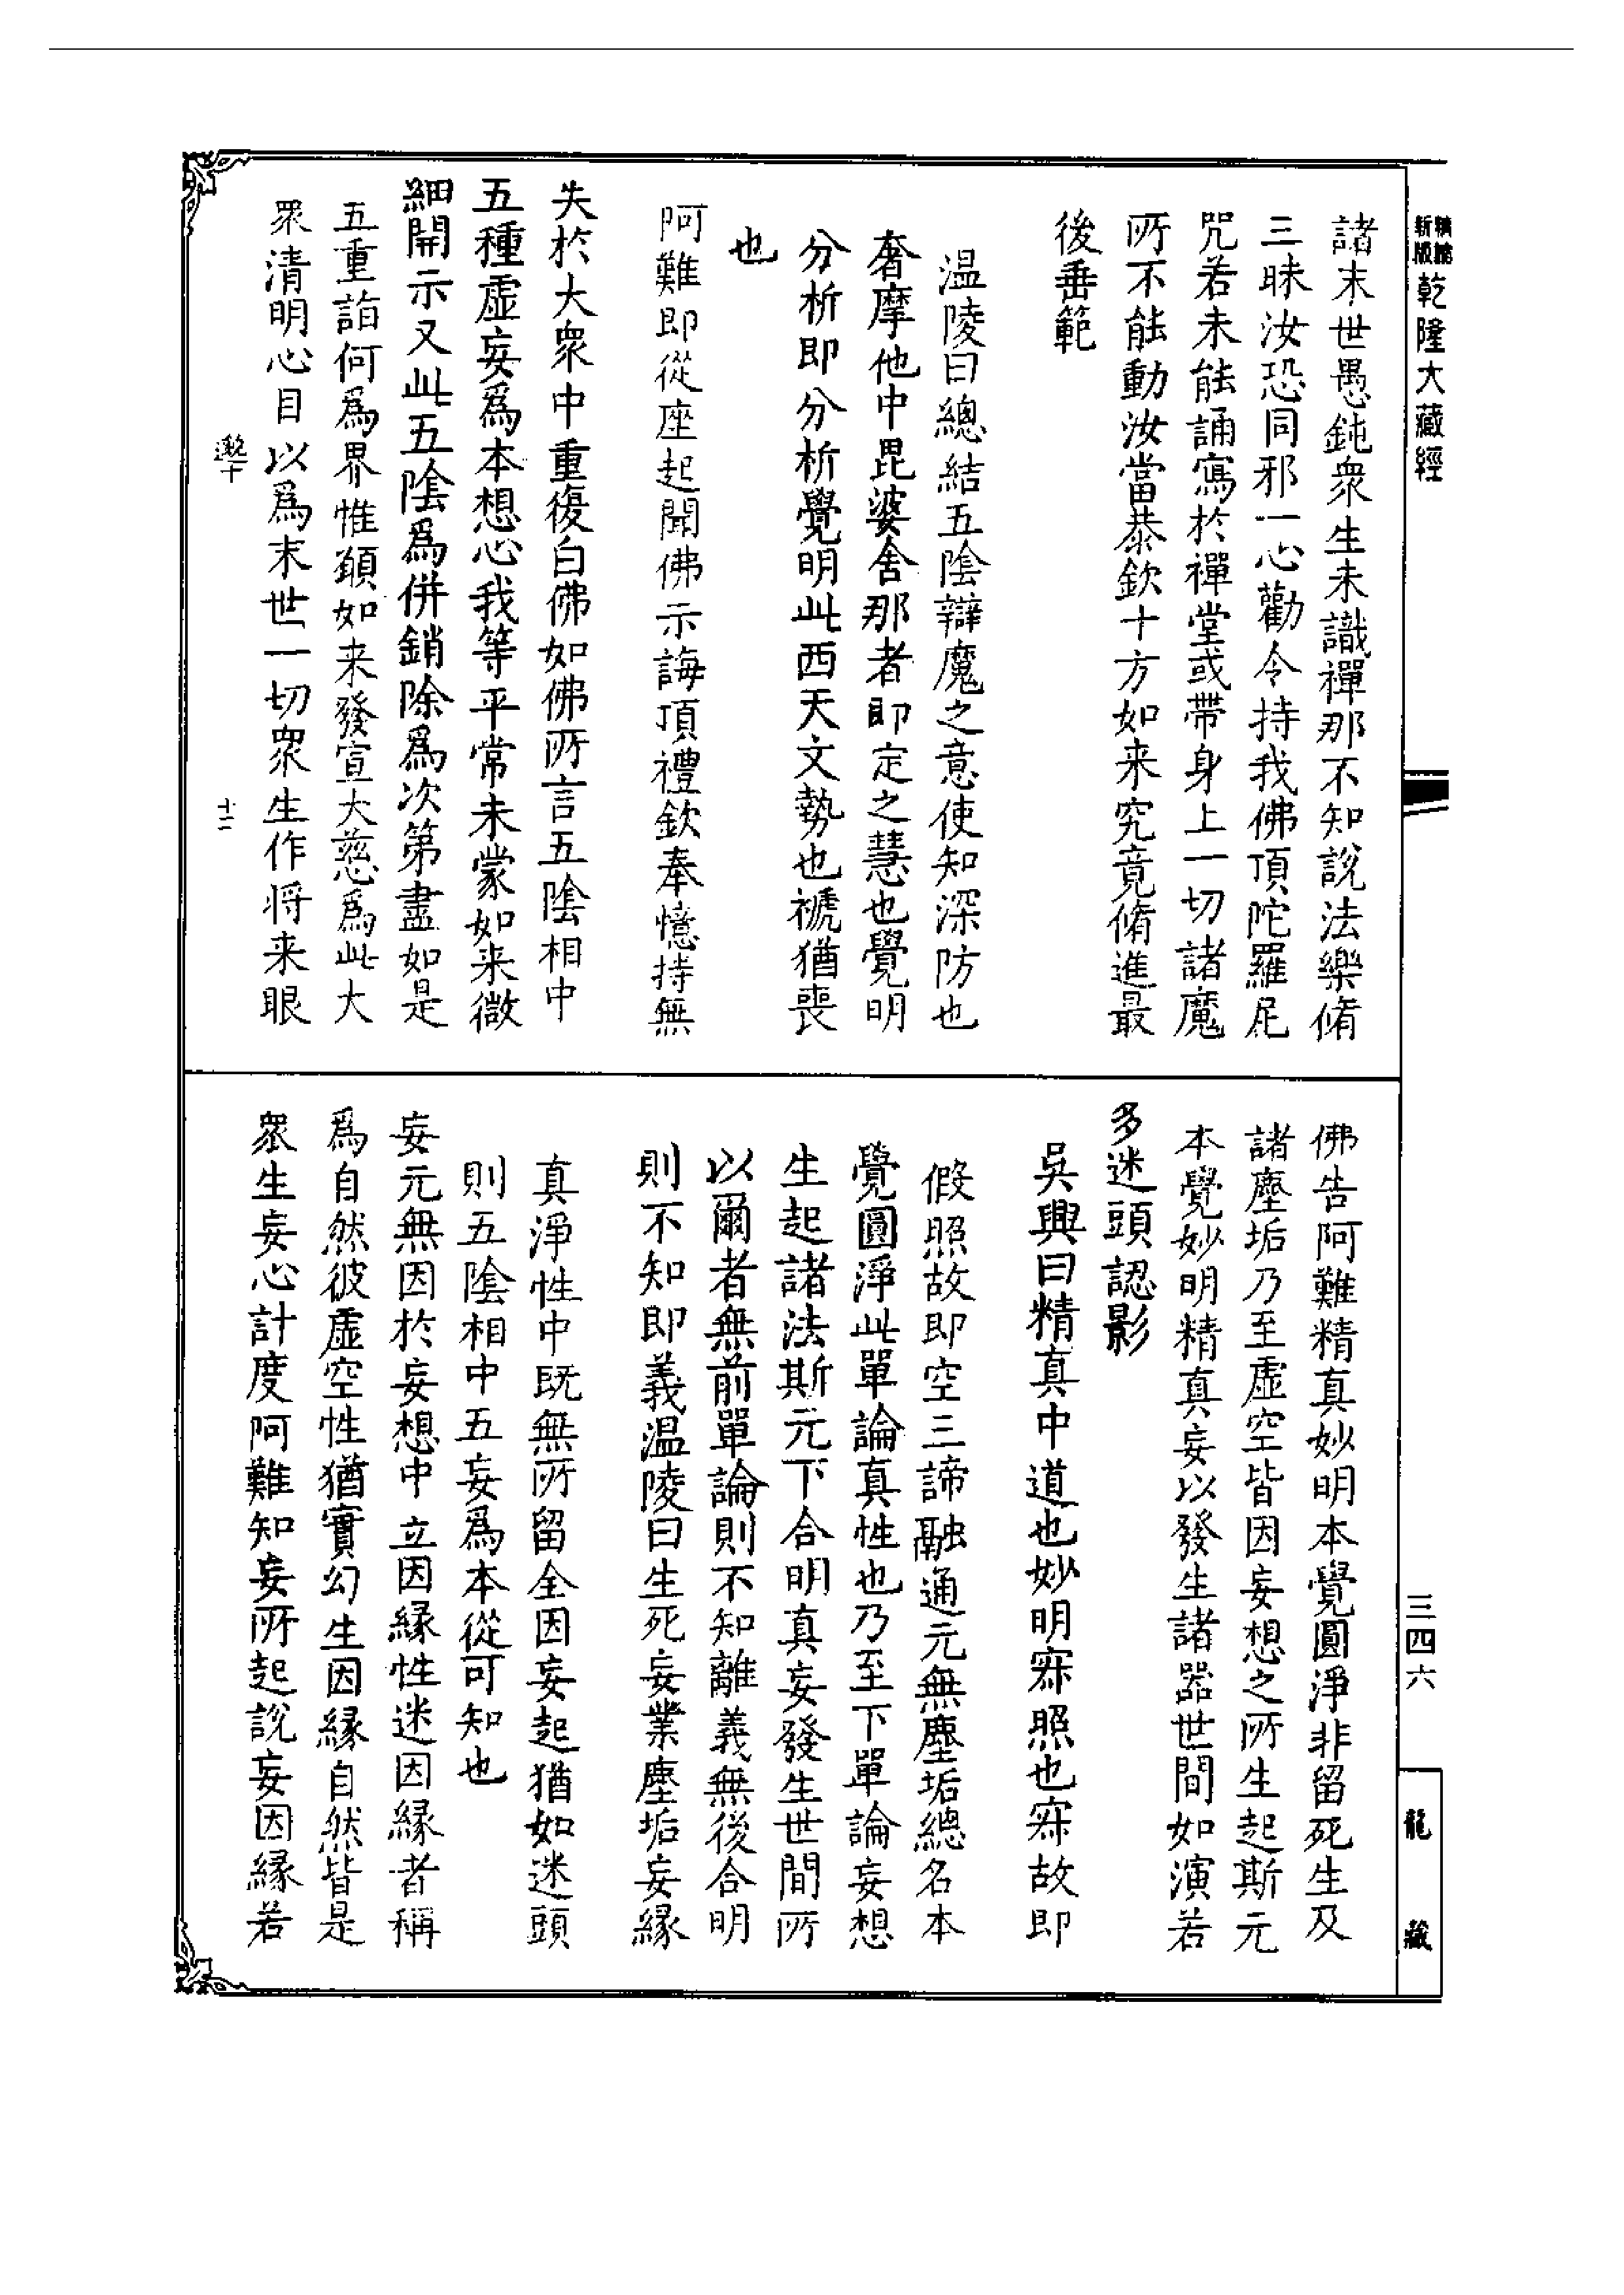 乾隆大藏經
三四六
龍藏
諸末世愚鈍衆生未識禪那不知說法樂脩
三昧汝恐同邪一心勸令持我佛頂陀羅尼
咒若未能誦寫於禪堂或帶身上一切諸魔
所不能動汝當恭欽十方如来究竟脩進最
後垂範
温陵曰總結五陰辯魔之意使知深防也
奢摩他中毘婆舍那者即定之慧也覺明
分析即分析覺明此西天文勢也禠猶喪
也
阿難即從座起聞佛示誨頂禮欽奉憶持無
失於大衆中重復白佛如佛所言五陰相中
五種虛妄爲本想心我等平常未蒙如来微
細開示又此五陰爲併銷除爲次第盡如是
五重詣何爲界惟願如来發宣大慈爲此大
衆清明心目以爲末世一切衆生作將来眼
十二
佛告阿難精真妙明本覺圓淨非留死生及
諸塵垢乃至虛空皆因妄想之所生起斯元
本覺妙明精真妄以發生諸器世間如演若
多迷頭認影
吳興曰精真中道也妙明寂照也寂故即
假照故即空三諦融通元無塵垢總名本
覺圓淨此單論真性也乃至下單論妄想
生起諸法斯元下合明真妄發生世間所
以爾者無前單論則不知離義無後合明
則不知即義温陵曰生死妄業塵垢妄緣
真淨性中既無所留全因妄起猶如迷頭
則五陰相中五妄爲本從可知也
妄元無因於妄想中立因緣性迷因緣者稱
爲自然彼虛空性猶實幻生因緣自然皆是
衆生妄心計度阿難知妄所起說妄因緣若